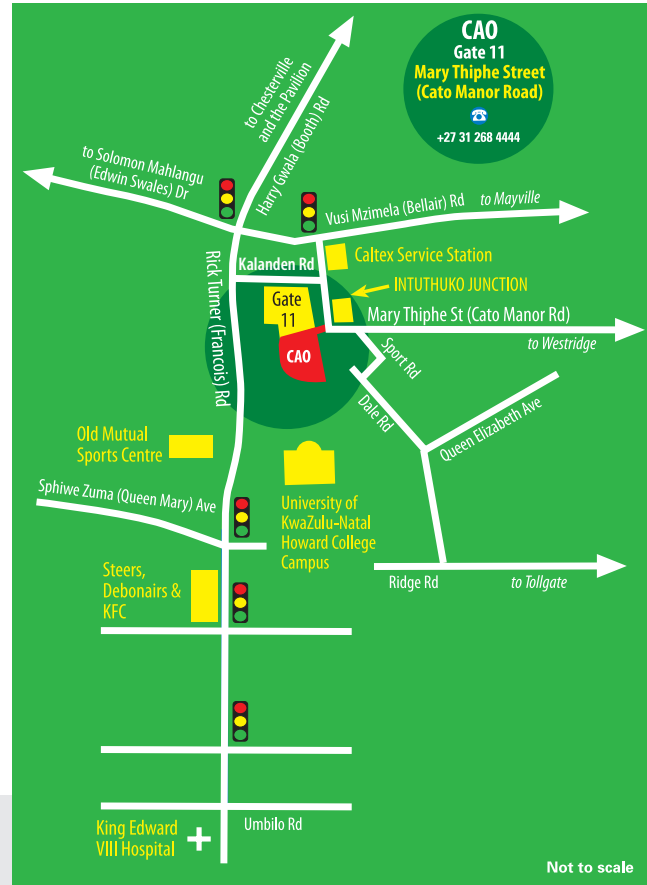 CAO
Gate 11
Mary Thiphe Street
(Cato Manor Road)
+27 31 268 4444
to Chesterville
and the Pavilion
Harry Gwala (Booth) Rd
to Solomon Mahlangu
(Edwin Swales) Dr
Vusi Mzimela (Bellair) Rd
to Mayville
Caltex Service Station
Kalanden Rd
INTUTHUKO JUNCTION
Gate
11
Mary Thiphe St (Cato Manor Rd)
to Westridge
CAO
Sport Rd
Rick Turner (Francois) Rd
Dale Rd
Queen Elizabeth Ave
Old Mutual
Sports Centre
Sphiwe Zuma (Queen Mary) Ave
University of
KwaZulu-Natal
Howard College
Campus
Steers,
Debonairs &
KFC
Ridge Rd
to Tollgate
King Edward
VIII Hospital
Umbilo Rd
Not to scale